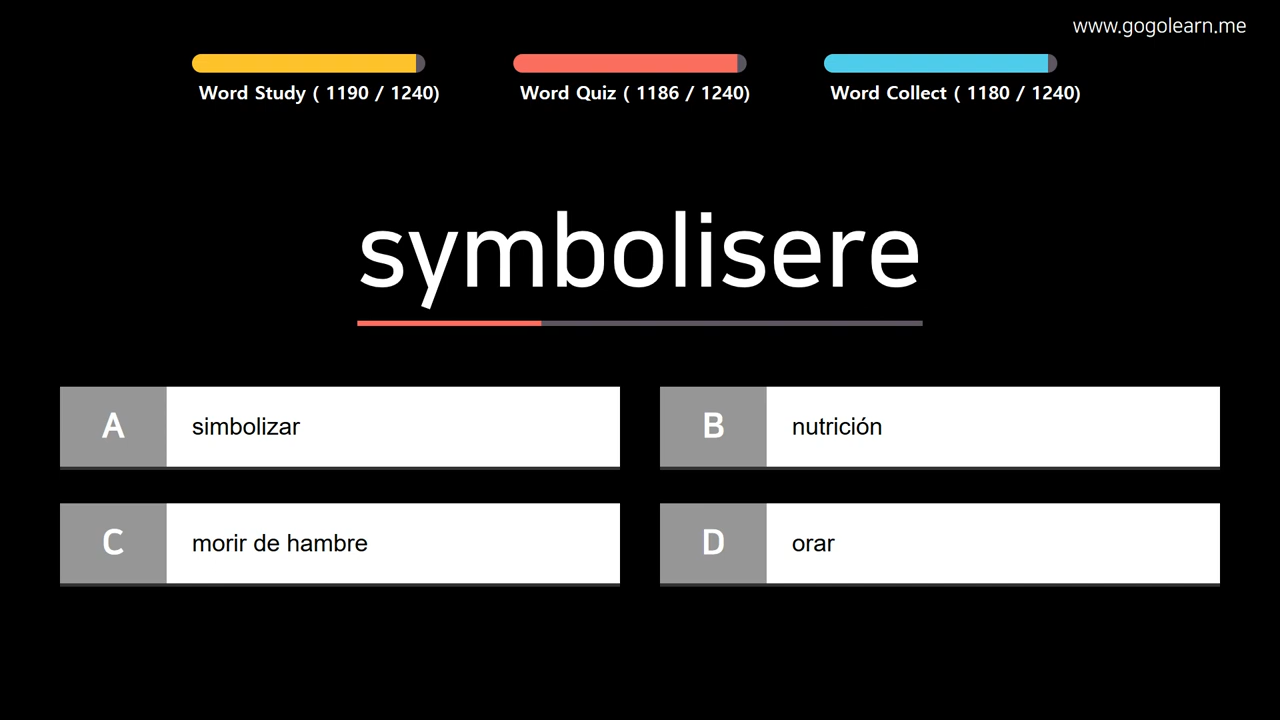 www.gogolearn.me
Word Study ( 1190 / 1240)
Word Quiz ( 1186 / 1240)
Word Collect ( 1180 / 1240)
symbolisere
A simbolizar
B nutrición
C morir de hambre
D orar